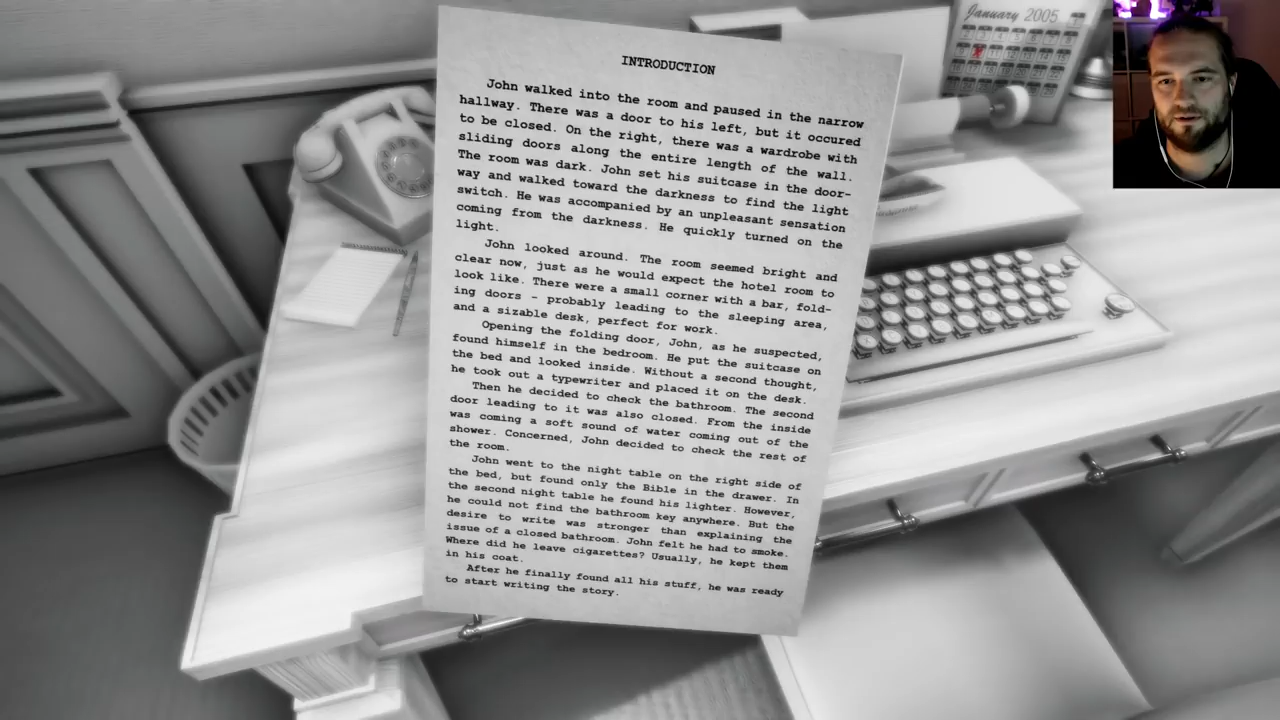 January 2005
INTRODUCTION
John walked into the room and paused in the narrow
hallway. There was a door to his left, but it occured
to be closed. On the right, there was a wardrobe with
sliding doors along the entire length of the wall.
The room was dark. John set his suitcase in the door-
way and walked toward the darkness to find the light
switch. He was accompanied by an unpleasant sensation
coming from the darkness. He quickly turned on the
light.
John looked around. The room seemed bright and
clear now, just as he would expect the hotel room to
look like. There were a small corner with a bar, fold-
ing doors - probably leading to the sleeping area,
and a sizable desk, perfect for work.
Opening the folding door, John, as he suspected,
found himself in the bedroom. He put the suitcase on
the bed and looked inside. Without a second thought,
he took out a typewriter and placed it on the desk.
Then he decided to check the bathroom. The second
door leading to it was also closed. From the inside
was coming a soft sound of water coming out of the
shower. Concerned, John decided to check the rest of
the room.
John went to the night table on the right side of
the bed, but found only the Bible in the drawer. In
the second night table he found his lighter. However,
he could not find the bathroom key anywhere. But the
desire to write was stronger than explaining the
issue of a closed bathroom. John felt he had to smoke.
Where did he leave cigarettes? Usually, he kept them
in his coat.
After he finally found all his stuff, he was ready
to start writing the story.